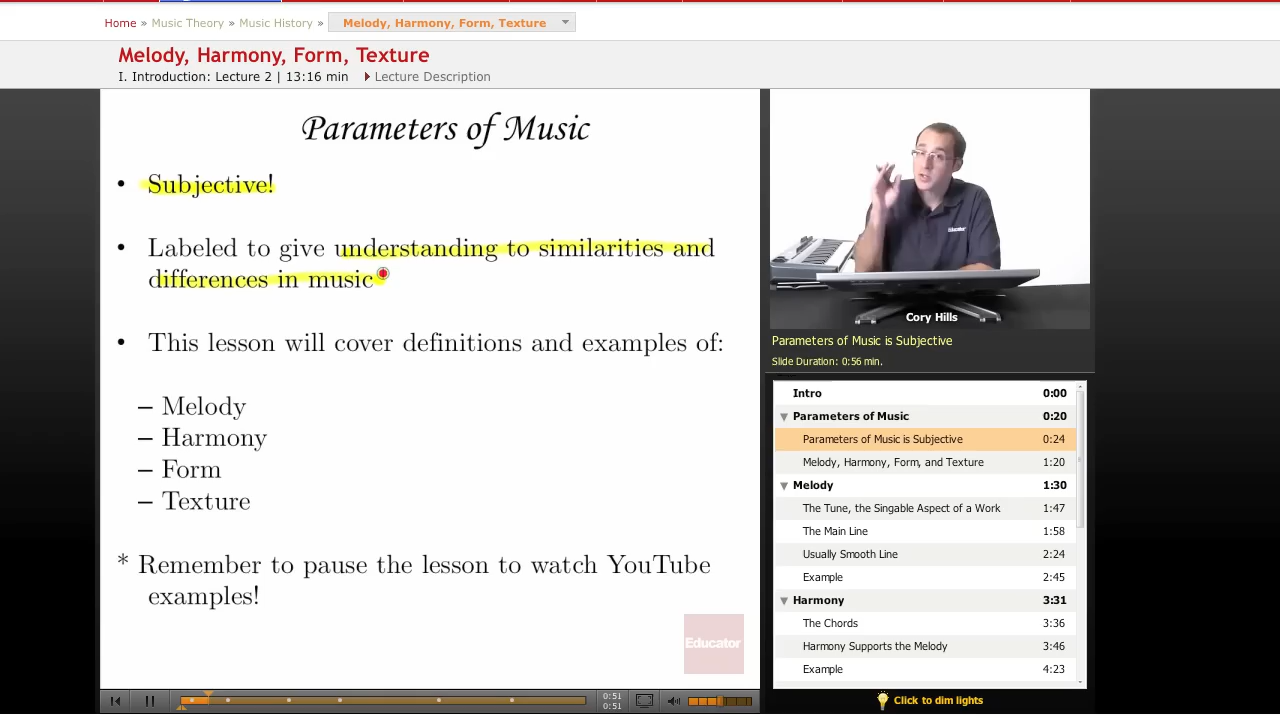 Home » Music Theory » Music History » Melody, Harmony, Form, Texture
Melody, Harmony, Form, Texture
I. Introduction: Lecture 2 | 13:16 min Lecture Description
Parameters of Music
• Subjective!
• Labeled to give understanding to similarities and
differences in music
• This lesson will cover definitions and examples of:
– Melody
– Harmony
– Form
– Texture
* Remember to pause the lesson to watch YouTube
examples!
Educator
0:51
0:51
Educator
Cory Hills
Parameters of Music is Subjective
Slide Duration: 0:56 min.
Intro 0:00
Parameters of Music 0:20
Parameters of Music is Subjective 0:24
Melody, Harmony, Form, and Texture 1:20
Melody 1:30
The Tune, the Singable Aspect of a Work 1:47
The Main Line 1:58
Usually Smooth Line 2:24
Example 2:45
Harmony 3:31
The Chords 3:36
Harmony Supports the Melody 3:46
Example 4:23
Click to dim lights